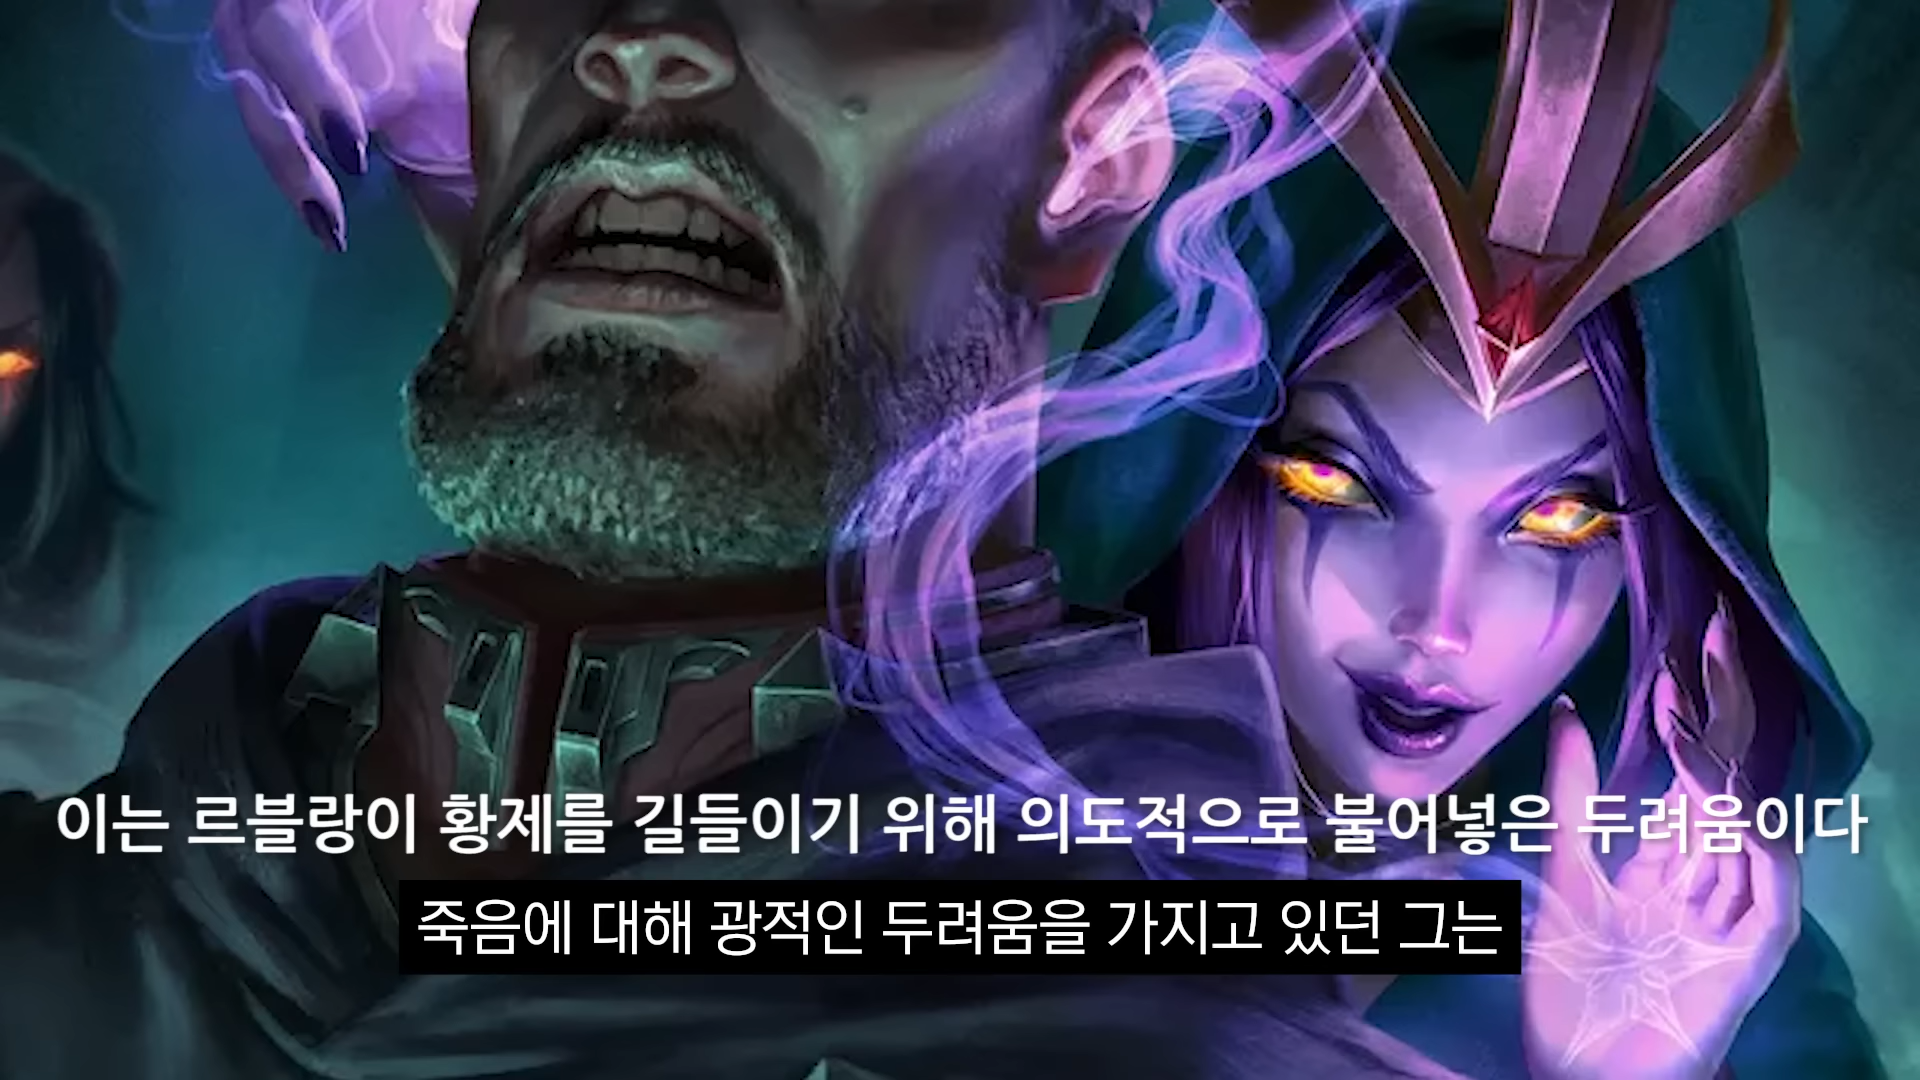 이는 르블랑이 황제를 길들이기 위해 의도적으로 불어넣은 두려움이다
죽음에 대해 광적인 두려움을 가지고 있던 그는